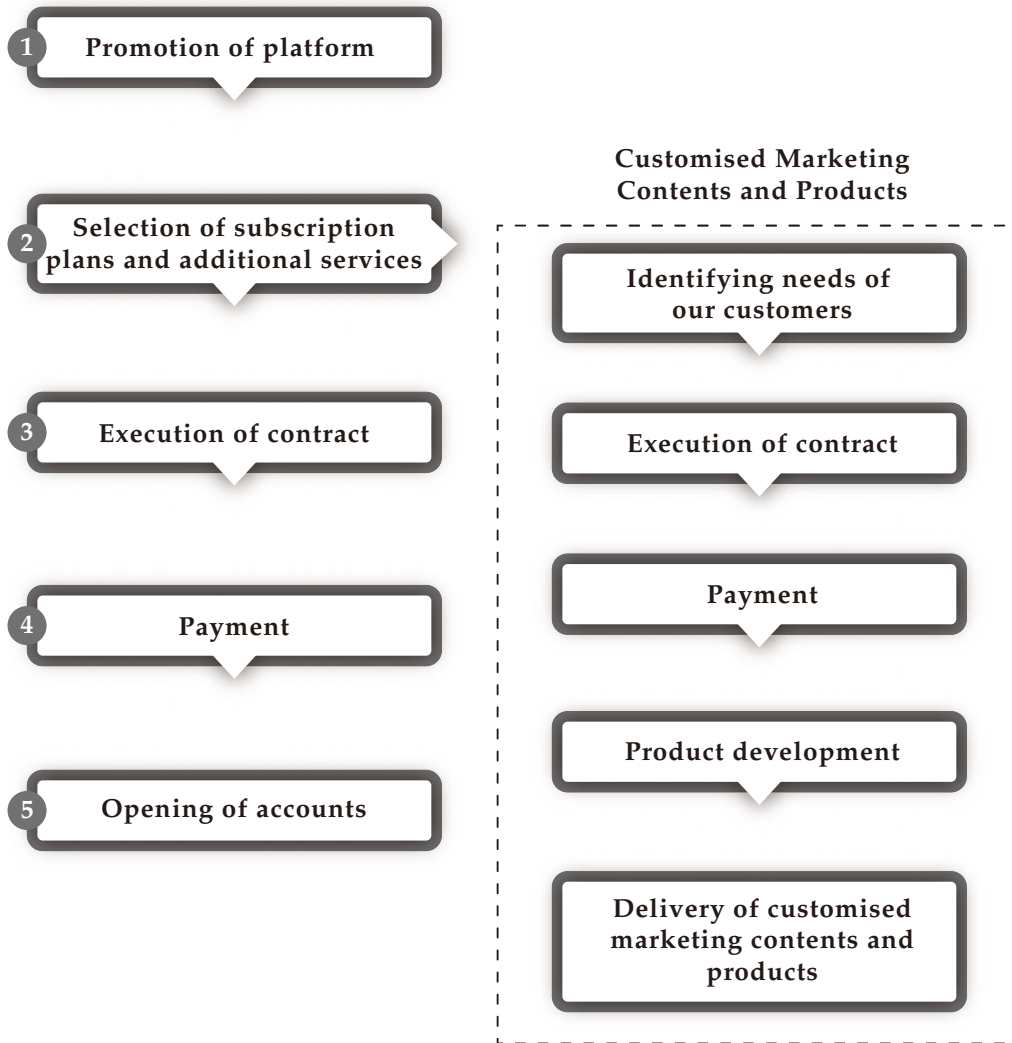 1
Promotion of platform
2
Selection of subscription
plans and additional services
3
Execution of contract
4
Payment
5
Opening of accounts
Customised Marketing
Contents and Products
Identifying needs of
our customers
Execution of contract
Payment
Product development
Delivery of customised
marketing contents and
products